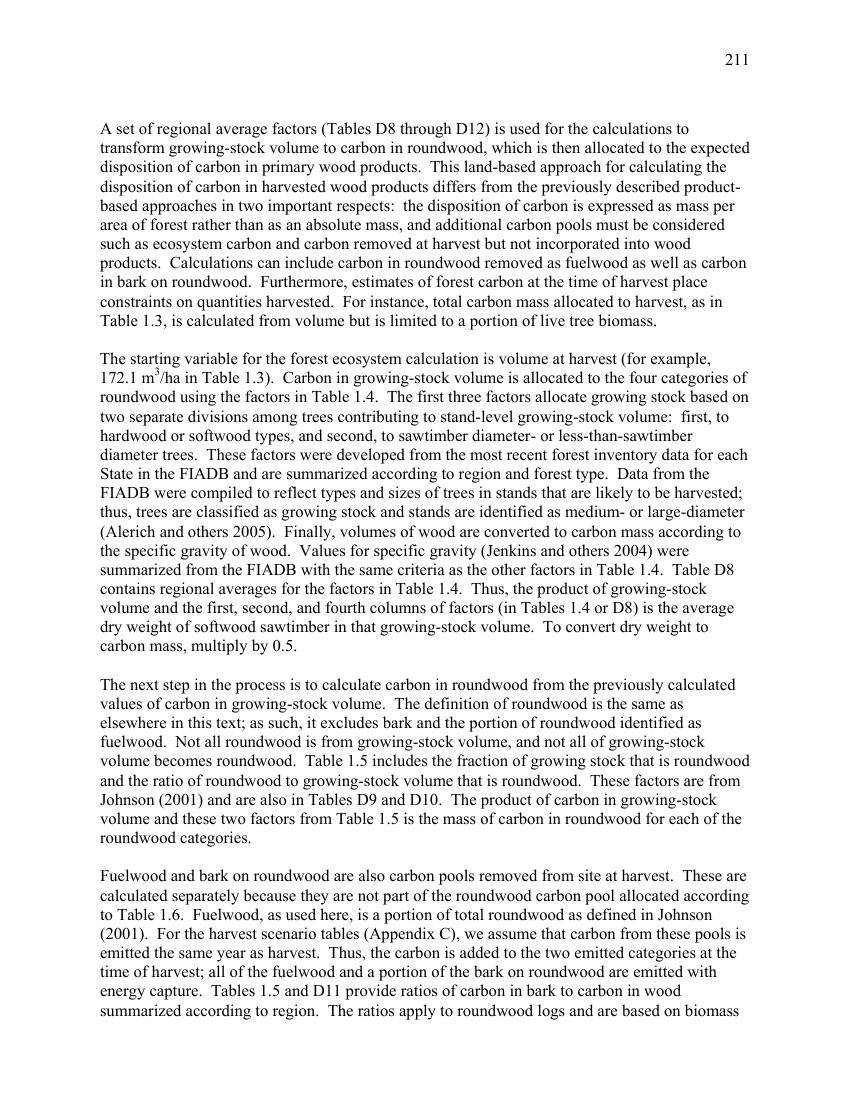 211
A set of regional average factors (Tables D8 through D12) is used for the calculations to
transform growing-stock volume to carbon in roundwood, which is then allocated to the expected
disposition of carbon in primary wood products.  This land-based approach for calculating the
disposition of carbon in harvested wood products differs from the previously described product-
based approaches in two important respects:  the disposition of carbon is expressed as mass per
area of forest rather than as an absolute mass, and additional carbon pools must be considered
such as ecosystem carbon and carbon removed at harvest but not incorporated into wood
products.  Calculations can include carbon in roundwood removed as fuelwood as well as carbon
in bark on roundwood.  Furthermore, estimates of forest carbon at the time of harvest place
constraints on quantities harvested.  For instance, total carbon mass allocated to harvest, as in
Table 1.3, is calculated from volume but is limited to a portion of live tree biomass.
The starting variable for the forest ecosystem calculation is volume at harvest (for example,
172.1 m³/ha in Table 1.3).  Carbon in growing-stock volume is allocated to the four categories of
roundwood using the factors in Table 1.4.  The first three factors allocate growing stock based on
two separate divisions among trees contributing to stand-level growing-stock volume:  first, to
hardwood or softwood types, and second, to sawtimber diameter- or less-than-sawtimber
diameter trees.  These factors were developed from the most recent forest inventory data for each
State in the FIADB and are summarized according to region and forest type.  Data from the
FIADB were compiled to reflect types and sizes of trees in stands that are likely to be harvested;
thus, trees are classified as growing stock and stands are identified as medium- or large-diameter
(Alerich and others 2005).  Finally, volumes of wood are converted to carbon mass according to
the specific gravity of wood.  Values for specific gravity (Jenkins and others 2004) were
summarized from the FIADB with the same criteria as the other factors in Table 1.4.  Table D8
contains regional averages for the factors in Table 1.4.  Thus, the product of growing-stock
volume and the first, second, and fourth columns of factors (in Tables 1.4 or D8) is the average
dry weight of softwood sawtimber in that growing-stock volume.  To convert dry weight to
carbon mass, multiply by 0.5.
The next step in the process is to calculate carbon in roundwood from the previously calculated
values of carbon in growing-stock volume.  The definition of roundwood is the same as
elsewhere in this text; as such, it excludes bark and the portion of roundwood identified as
fuelwood.  Not all roundwood is from growing-stock volume, and not all of growing-stock
volume becomes roundwood.  Table 1.5 includes the fraction of growing stock that is roundwood
and the ratio of roundwood to growing-stock volume that is roundwood.  These factors are from
Johnson (2001) and are also in Tables D9 and D10.  The product of carbon in growing-stock
volume and these two factors from Table 1.5 is the mass of carbon in roundwood for each of the
roundwood categories.
Fuelwood and bark on roundwood are also carbon pools removed from site at harvest.  These are
calculated separately because they are not part of the roundwood carbon pool allocated according
to Table 1.6.  Fuelwood, as used here, is a portion of total roundwood as defined in Johnson
(2001).  For the harvest scenario tables (Appendix C), we assume that carbon from these pools is
emitted the same year as harvest.  Thus, the carbon is added to the two emitted categories at the
time of harvest; all of the fuelwood and a portion of the bark on roundwood are emitted with
energy capture.  Tables 1.5 and D11 provide ratios of carbon in bark to carbon in wood
summarized according to region.  The ratios apply to roundwood logs and are based on biomass